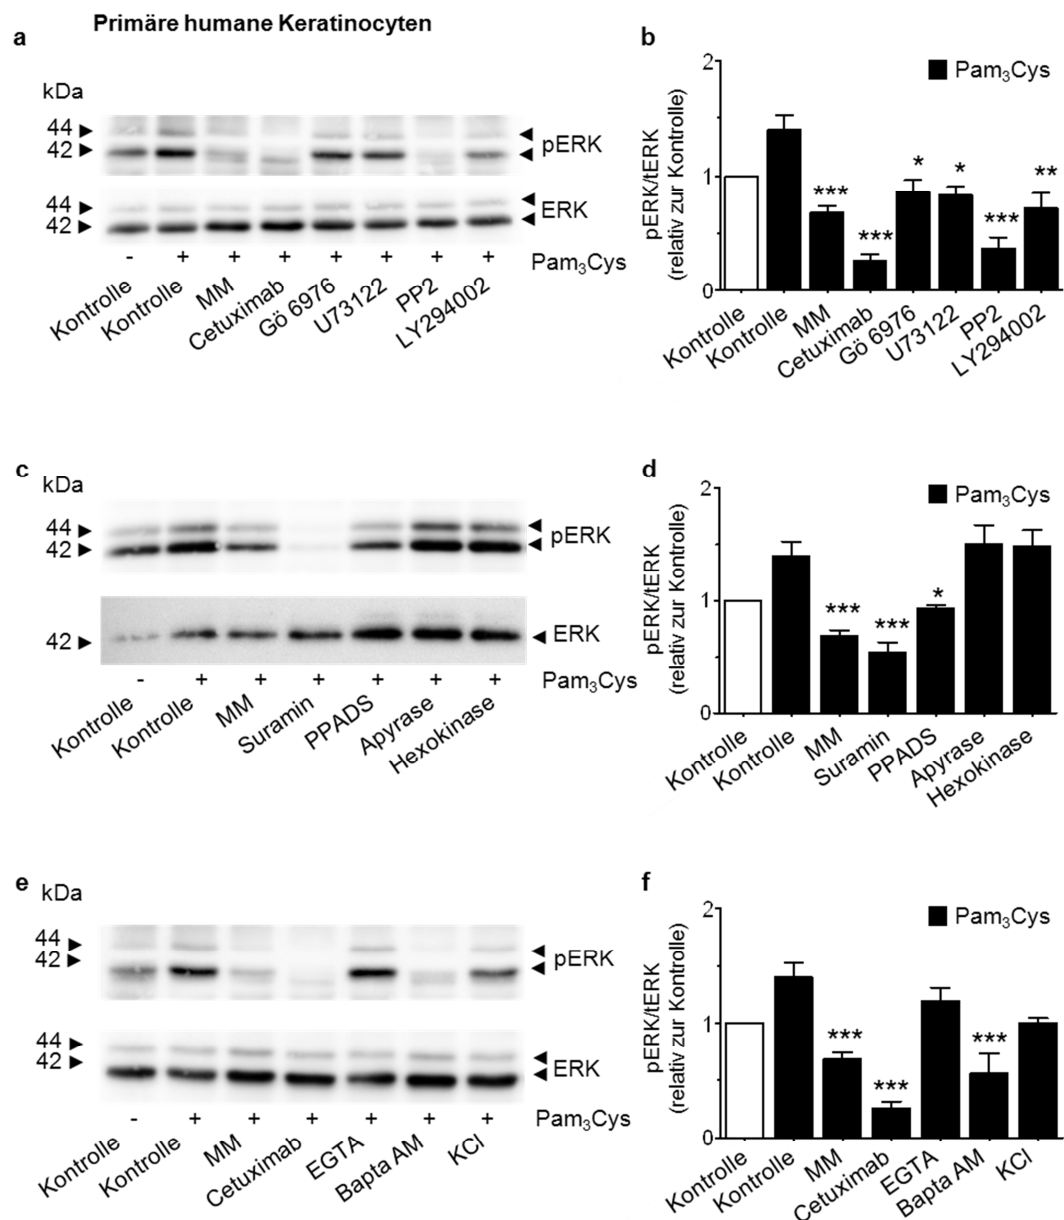 Primäre humane Keratinocyten
a
kDa
44
42
pERK
44
42
ERK
- + + + + + + +
Pam₃Cys
Kontrolle
Kontrolle
MM
Cetuximab
Gö 6976
U73122
PP2
LY294002
b
Pam₃Cys
pERK/tERK
(relativ zur Kontrolle)
2
1
0
***
***
*
*
***
**
Kontrolle
Kontrolle
MM
Cetuximab
Gö 6976
U73122
PP2
LY294002
c
kDa
44
42
pERK
42
ERK
- + + + + + +
Pam₃Cys
Kontrolle
Kontrolle
MM
Suramin
PPADS
Apyrase
Hexokinase
d
Pam₃Cys
pERK/tERK
(relativ zur Kontrolle)
2
1
0
***
***
*
Kontrolle
Kontrolle
MM
Suramin
PPADS
Apyrase
Hexokinase
e
kDa
44
42
pERK
44
42
ERK
- + + + + + +
Pam₃Cys
Kontrolle
Kontrolle
MM
Cetuximab
EGTA
Bapta AM
KCl
f
Pam₃Cys
pERK/tERK
(relativ zur Kontrolle)
2
1
0
***
***
***
Kontrolle
Kontrolle
MM
Cetuximab
EGTA
Bapta AM
KCl